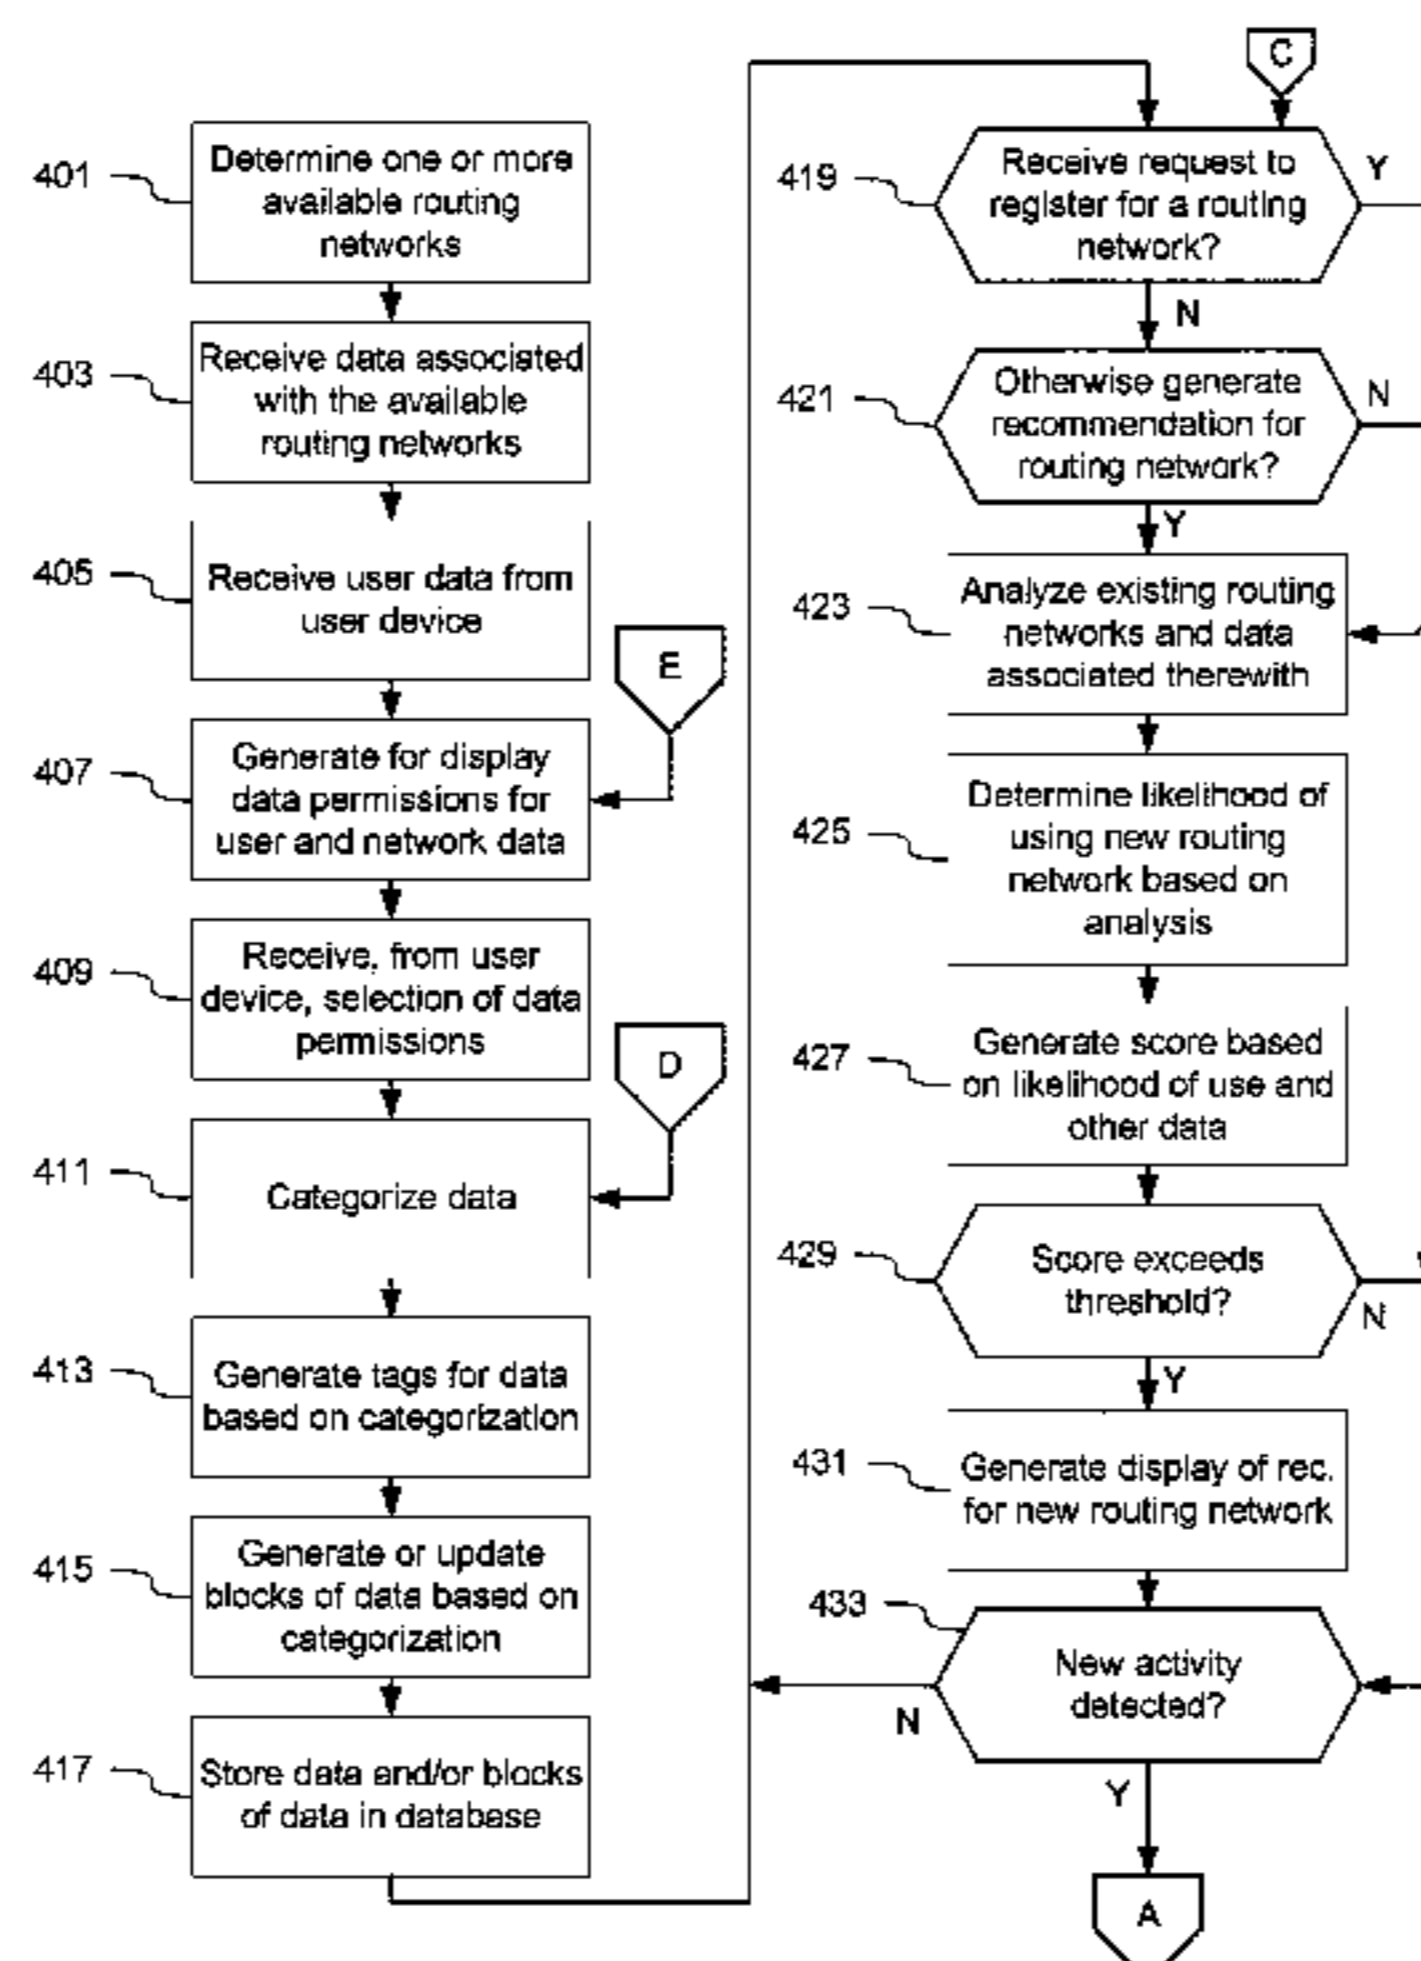 401
Determine one or more
available routing
networks
403
Receive data associated
with the available
routing networks
405
Receive user data from
user device
E
407
Generate for display
data permissions for
user and network data
409
Receive, from user
device, selection of data
permissions
D
411
Categorize data
413
Generate tags for data
based on categorization
415
Generate or update
blocks of data based on
categorization
417
Store data and/or blocks
of data in database
C
419
Receive request to
register for a routing
network?
Y
N
421
Otherwise generate
recommendation for
routing network?
N
Y
423
Analyze existing routing
networks and data
associated therewith
425
Determine likelihood of
using new routing
network based on
analysis
427
Generate score based
on likelihood of use and
other data
429
Score exceeds
threshold?
N
Y
431
Generate display of rec.
for new routing network
433
New activity
detected?
N
Y
A